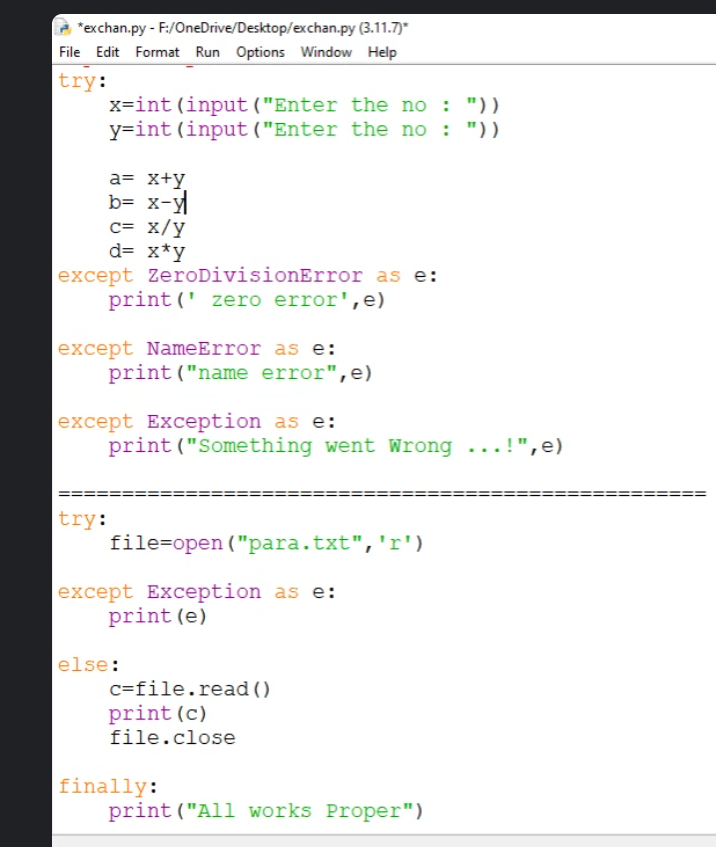 *exchan.py - F:/OneDrive/Desktop/exchan.py (3.11.7)*
File Edit Format Run Options Window Help
try:
    x=int(input("Enter the no : "))
    y=int(input("Enter the no : "))

    a= x+y
    b= x-y
    c= x/y
    d= x*y
except ZeroDivisionError as e:
    print(' zero error',e)

except NameError as e:
    print("name error",e)

except Exception as e:
    print("Something went Wrong ...!",e)

===================================================
try:
    file=open("para.txt",'r')

except Exception as e:
    print(e)

else:
    c=file.read()
    print(c)
    file.close

finally:
    print("All works Proper")